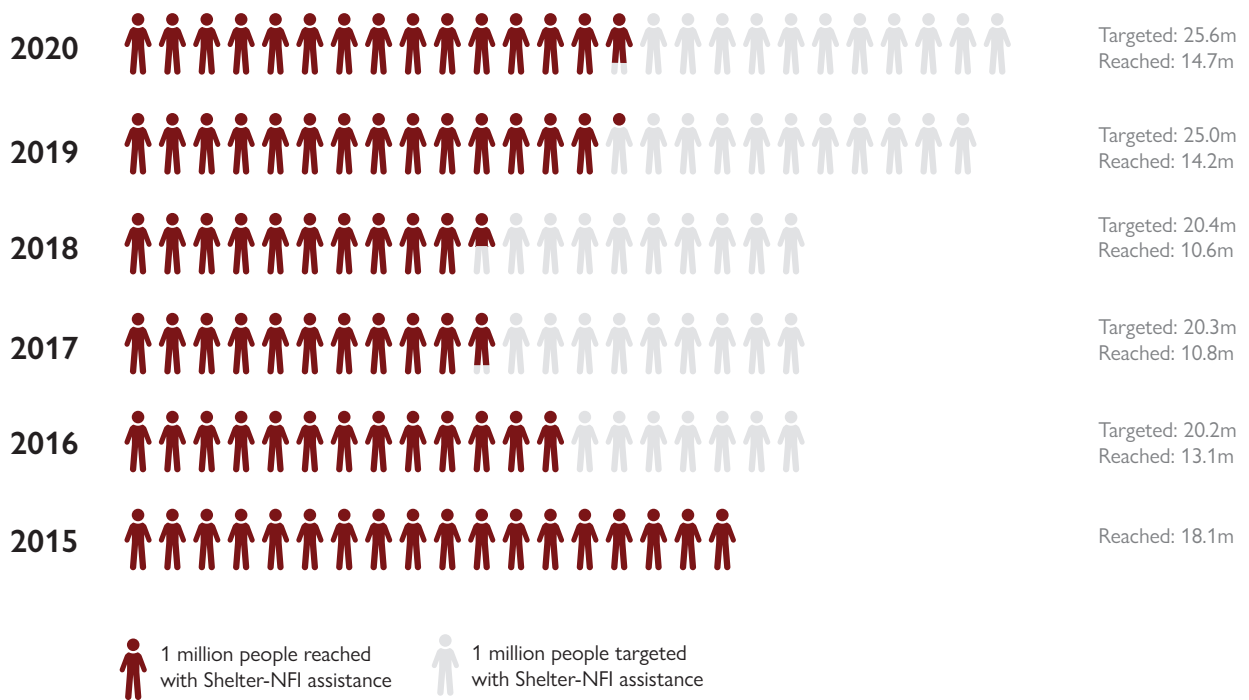 2020
Targeted: 25.6m
Reached: 14.7m
2019
Targeted: 25.0m
Reached: 14.2m
2018
Targeted: 20.4m
Reached: 10.6m
2017
Targeted: 20.3m
Reached: 10.8m
2016
Targeted: 20.2m
Reached: 13.1m
2015
Reached: 18.1m
1 million people reached
with Shelter-NFI assistance
1 million people targeted
with Shelter-NFI assistance